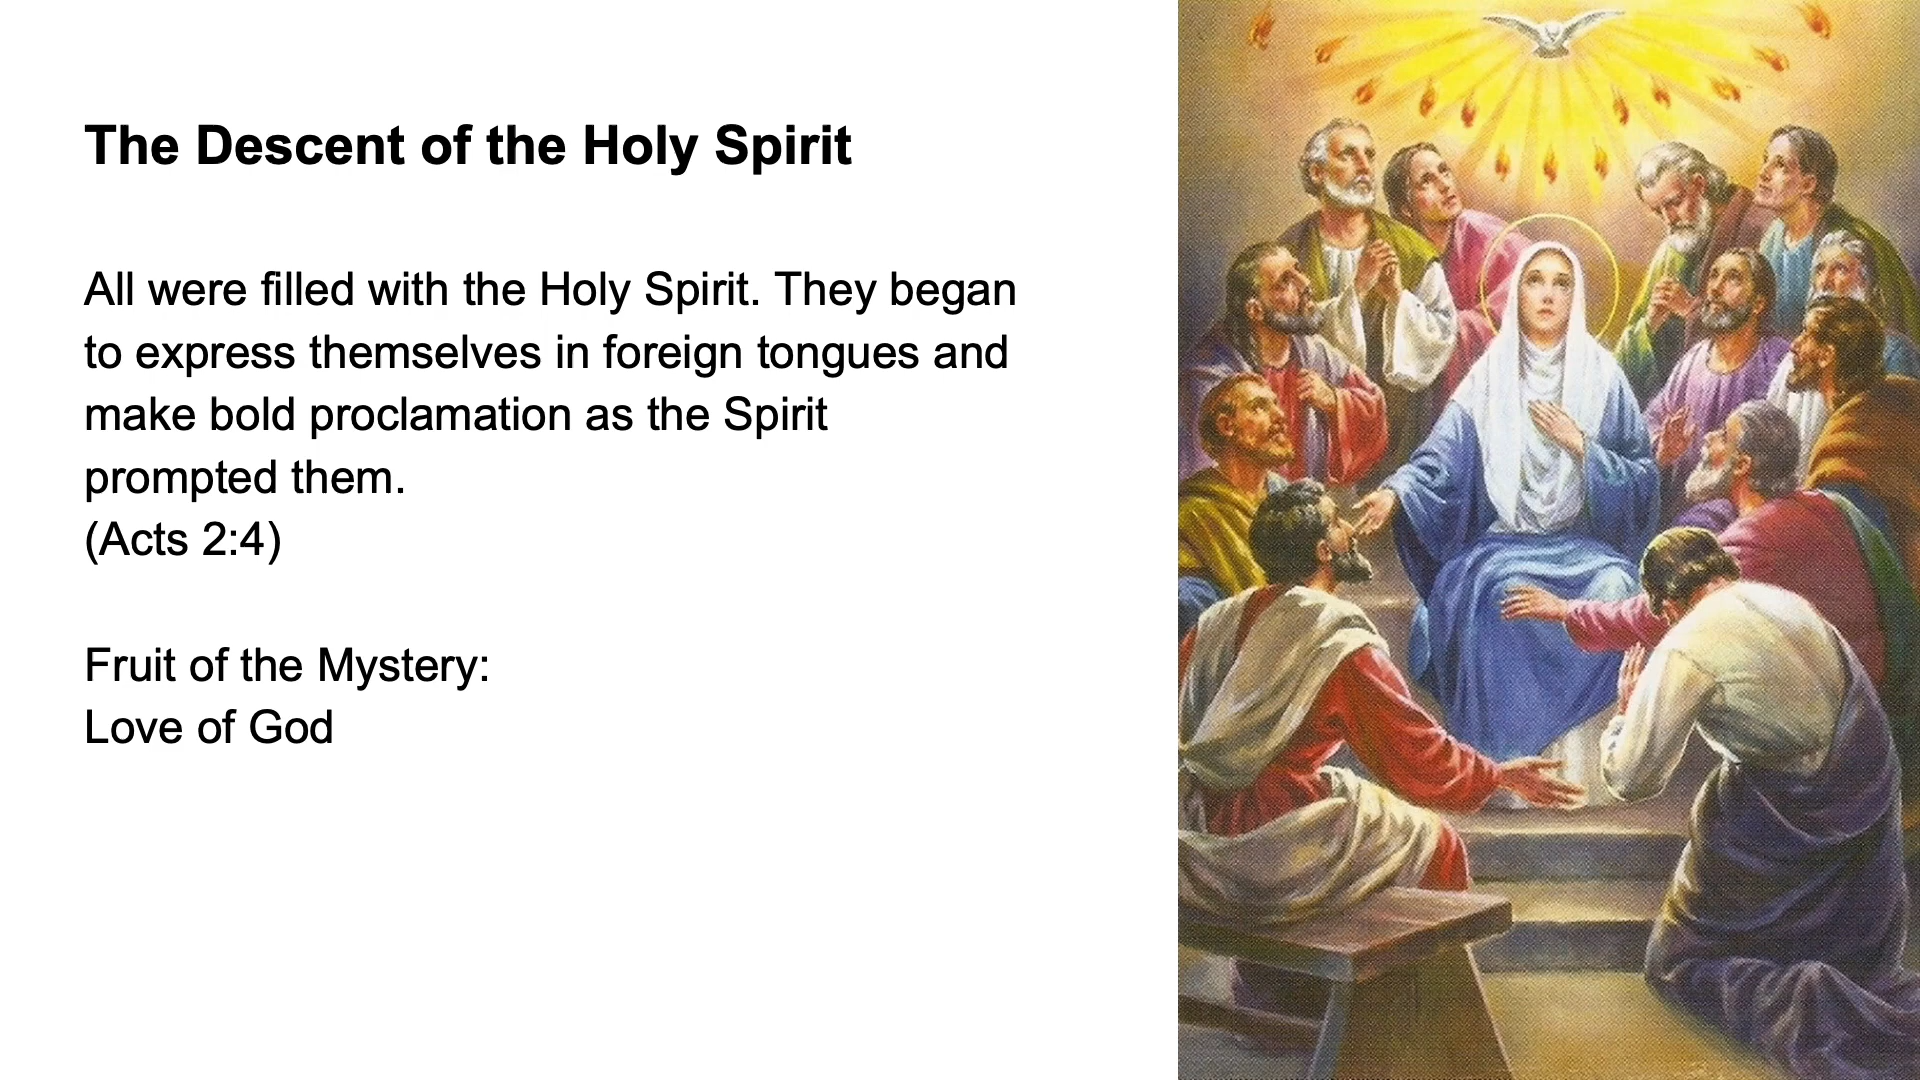 The Descent of the Holy Spirit
All were filled with the Holy Spirit. They began
to express themselves in foreign tongues and
make bold proclamation as the Spirit
prompted them.
(Acts 2:4)
Fruit of the Mystery:
Love of God